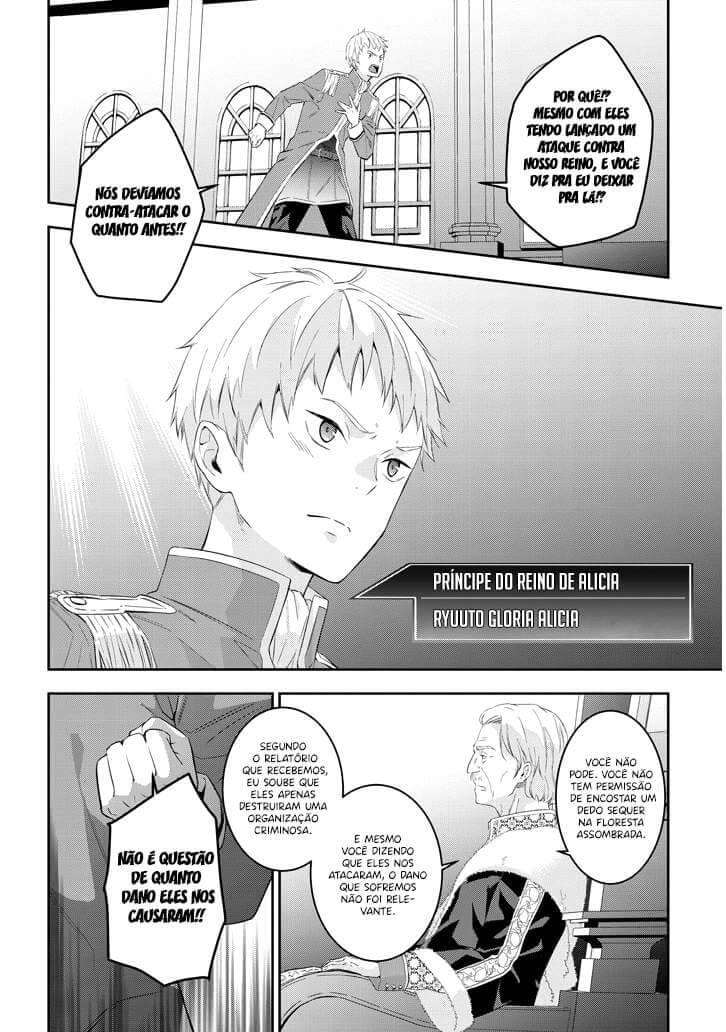 POR QUÊ!?
MESMO COM ELES
TENDO LANÇADO UM
ATAQUE CONTRA
NOSSO REINO, E VOCÊ
DIZ PRA EU DEIXAR
PRA LÁ!?
NÓS DEVÍAMOS
CONTRA-ATACAR O
QUANTO ANTES!!
PRÍNCIPE DO REINO DE ALICIA
RYUUTO GLORIA ALICIA
VOCÊ NÃO
PODE. VOCÊ NÃO
TEM PERMISSÃO
DE ENCOSTAR UM
DEDO SEQUER
NA FLORESTA
ASSOMBRADA.
SEGUNDO
O RELATÓRIO
QUE RECEBEMOS,
EU SOUBE QUE
ELES APENAS
DESTRUIRAM UMA
ORGANIZAÇÃO
CRIMINOSA.
E MESMO
VOCÊ DIZENDO
QUE ELES NOS
ATACARAM, O DANO
QUE SOFREMOS
NÃO FOI RELE-
VANTE.
NÃO É QUESTÃO
DE QUANTO
DANO ELES NOS
CAUSARAM!!